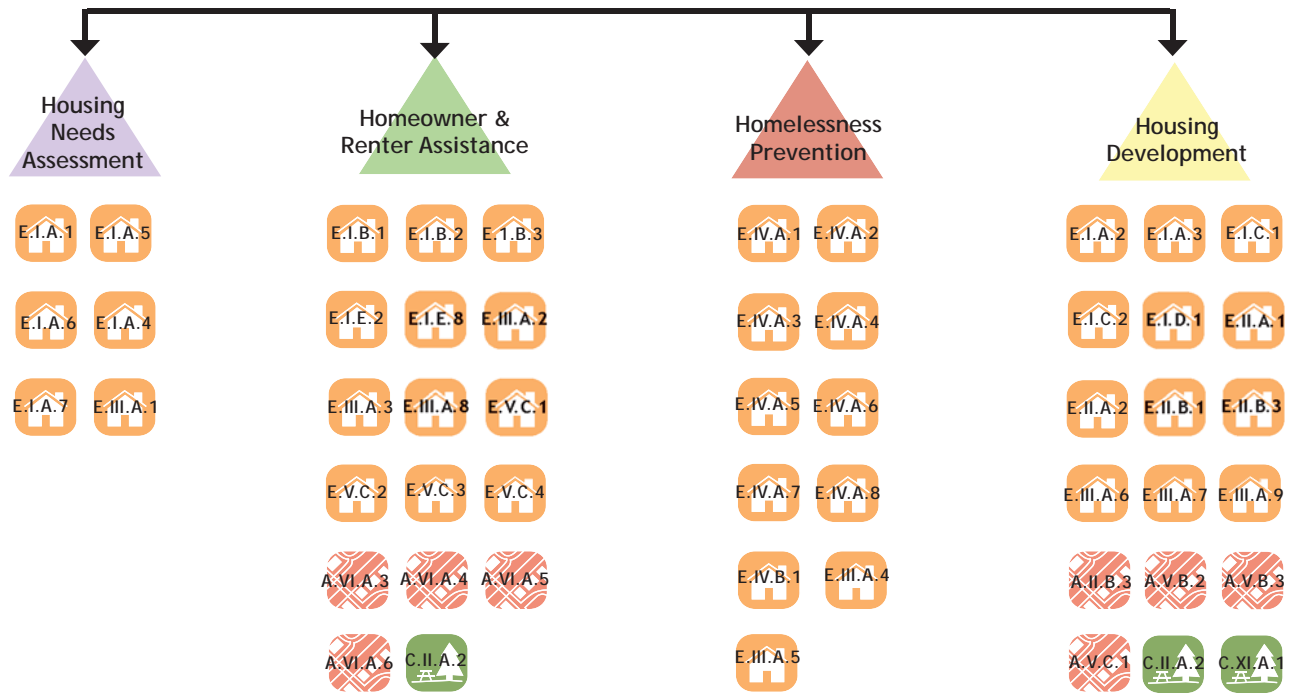 Housing
Needs
Assessment
E.I.A.1 E.I.A.5
E.I.A.6 E.I.A.4
E.I.A.7 E.III.A.1
Homeowner &
Renter Assistance
E.I.B.1 E.I.B.2 E.1.B.3
E.I.E.2 E.I.E.8 E.III.A.2
E.III.A.3 E.III.A.8 E.V.C.1
E.V.C.2 E.V.C.3 E.V.C.4
A.VI.A.3 A.VI.A.4 A.VI.A.5
A.VI.A.6 C.II.A.2
Homelessness
Prevention
E.IV.A.1 E.IV.A.2
E.IV.A.3 E.IV.A.4
E.IV.A.5 E.IV.A.6
E.IV.A.7 E.IV.A.8
E.IV.B.1 E.III.A.4
E.III.A.5
Housing
Development
E.I.A.2 E.I.A.3 E.I.C.1
E.I.C.2 E.I.D.1 E.II.A.1
E.II.A.2 E.II.B.1 E.II.B.3
E.III.A.6 E.III.A.7 E.III.A.9
A.II.B.3 A.V.B.2 A.V.B.3
A.V.C.1 C.II.A.2 C.XI.A.1